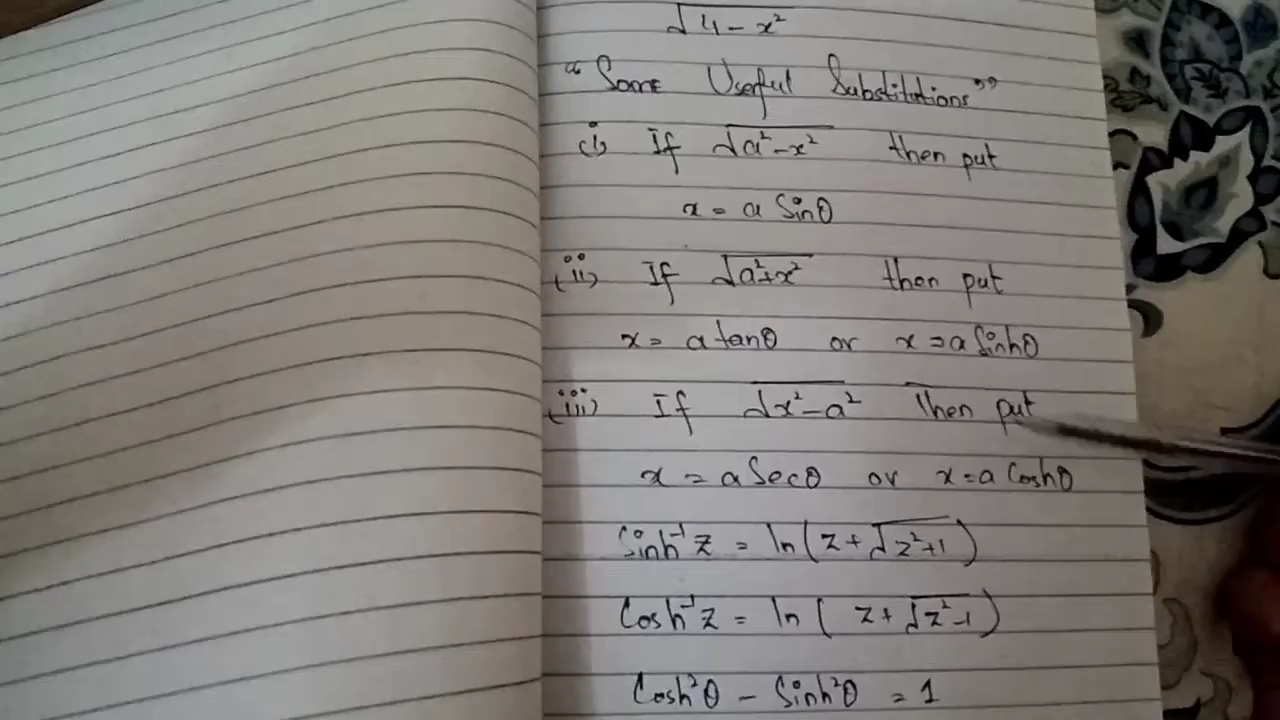 √4-x²
"Some Useful Substitutions"
(i) If √a²-x² then put
x = a Sinθ
(ii) If √a²+x² then put
x = a tanθ or x = a Sinhθ
(iii) If √x²-a² Then put
x = a Secθ or x = a Coshθ
Sinh⁻¹z = ln(z+√z²+1)
Cosh⁻¹z = ln( z+√z²-1)
Cosh²θ - Sinh²θ = 1